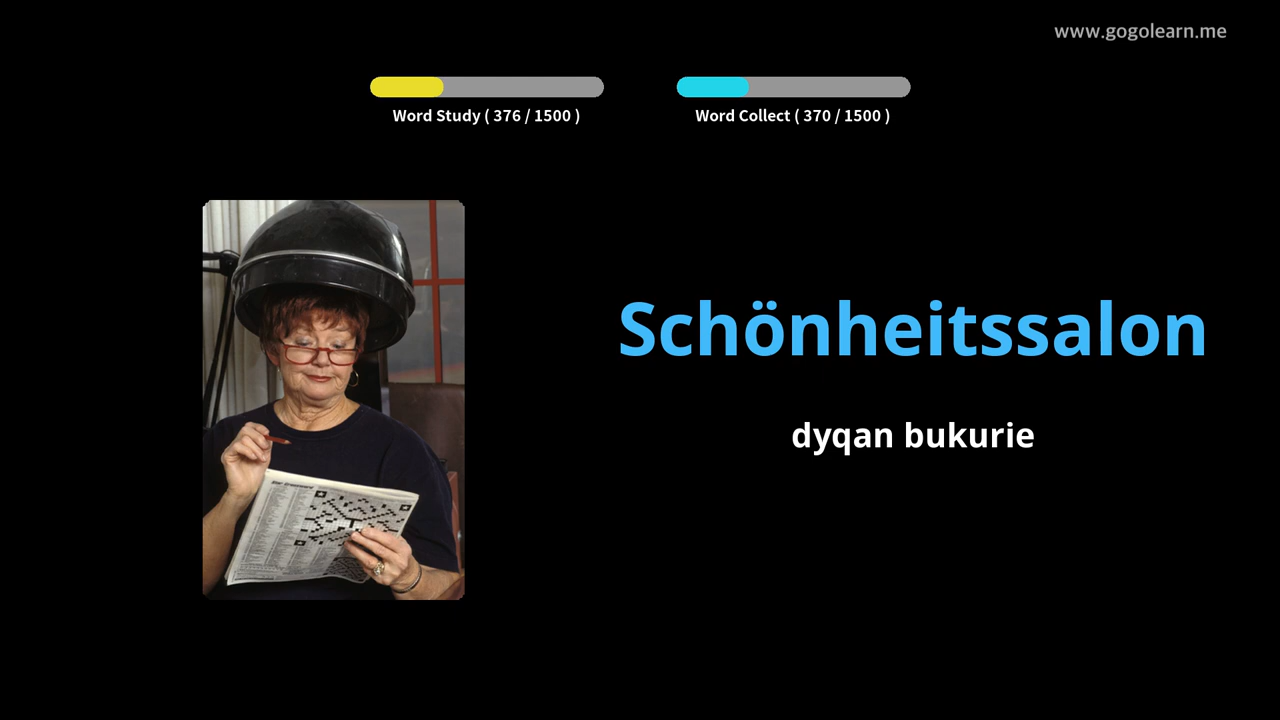 www.gogolearn.me
Word Study ( 376 / 1500 )
Word Collect ( 370 / 1500 )
Schönheitssalon
dyqan bukurie